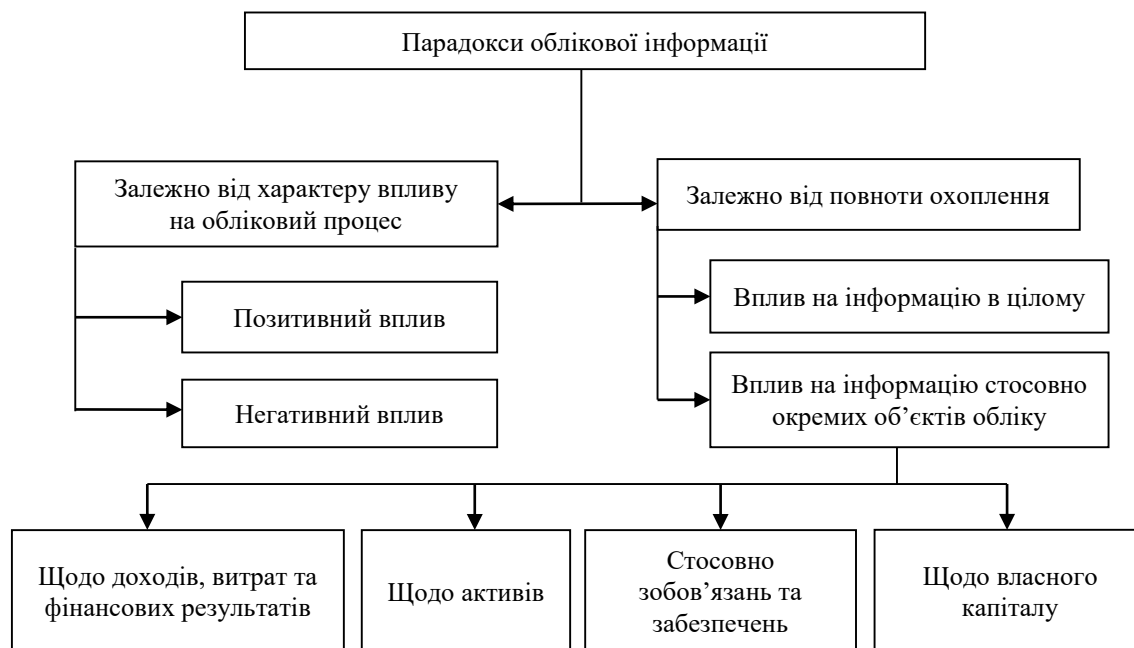 Парадокси облікової інформації
Залежно від характеру впливу
на обліковий процес
Залежно від повноти охоплення
Позитивний вплив
Негативний вплив
Вплив на інформацію в цілому
Вплив на інформацію стосовно
окремих об’єктів обліку
Щодо доходів, витрат та
фінансових результатів
Щодо активів
Стосовно
зобов’язань та
забезпечень
Щодо власного
капіталу